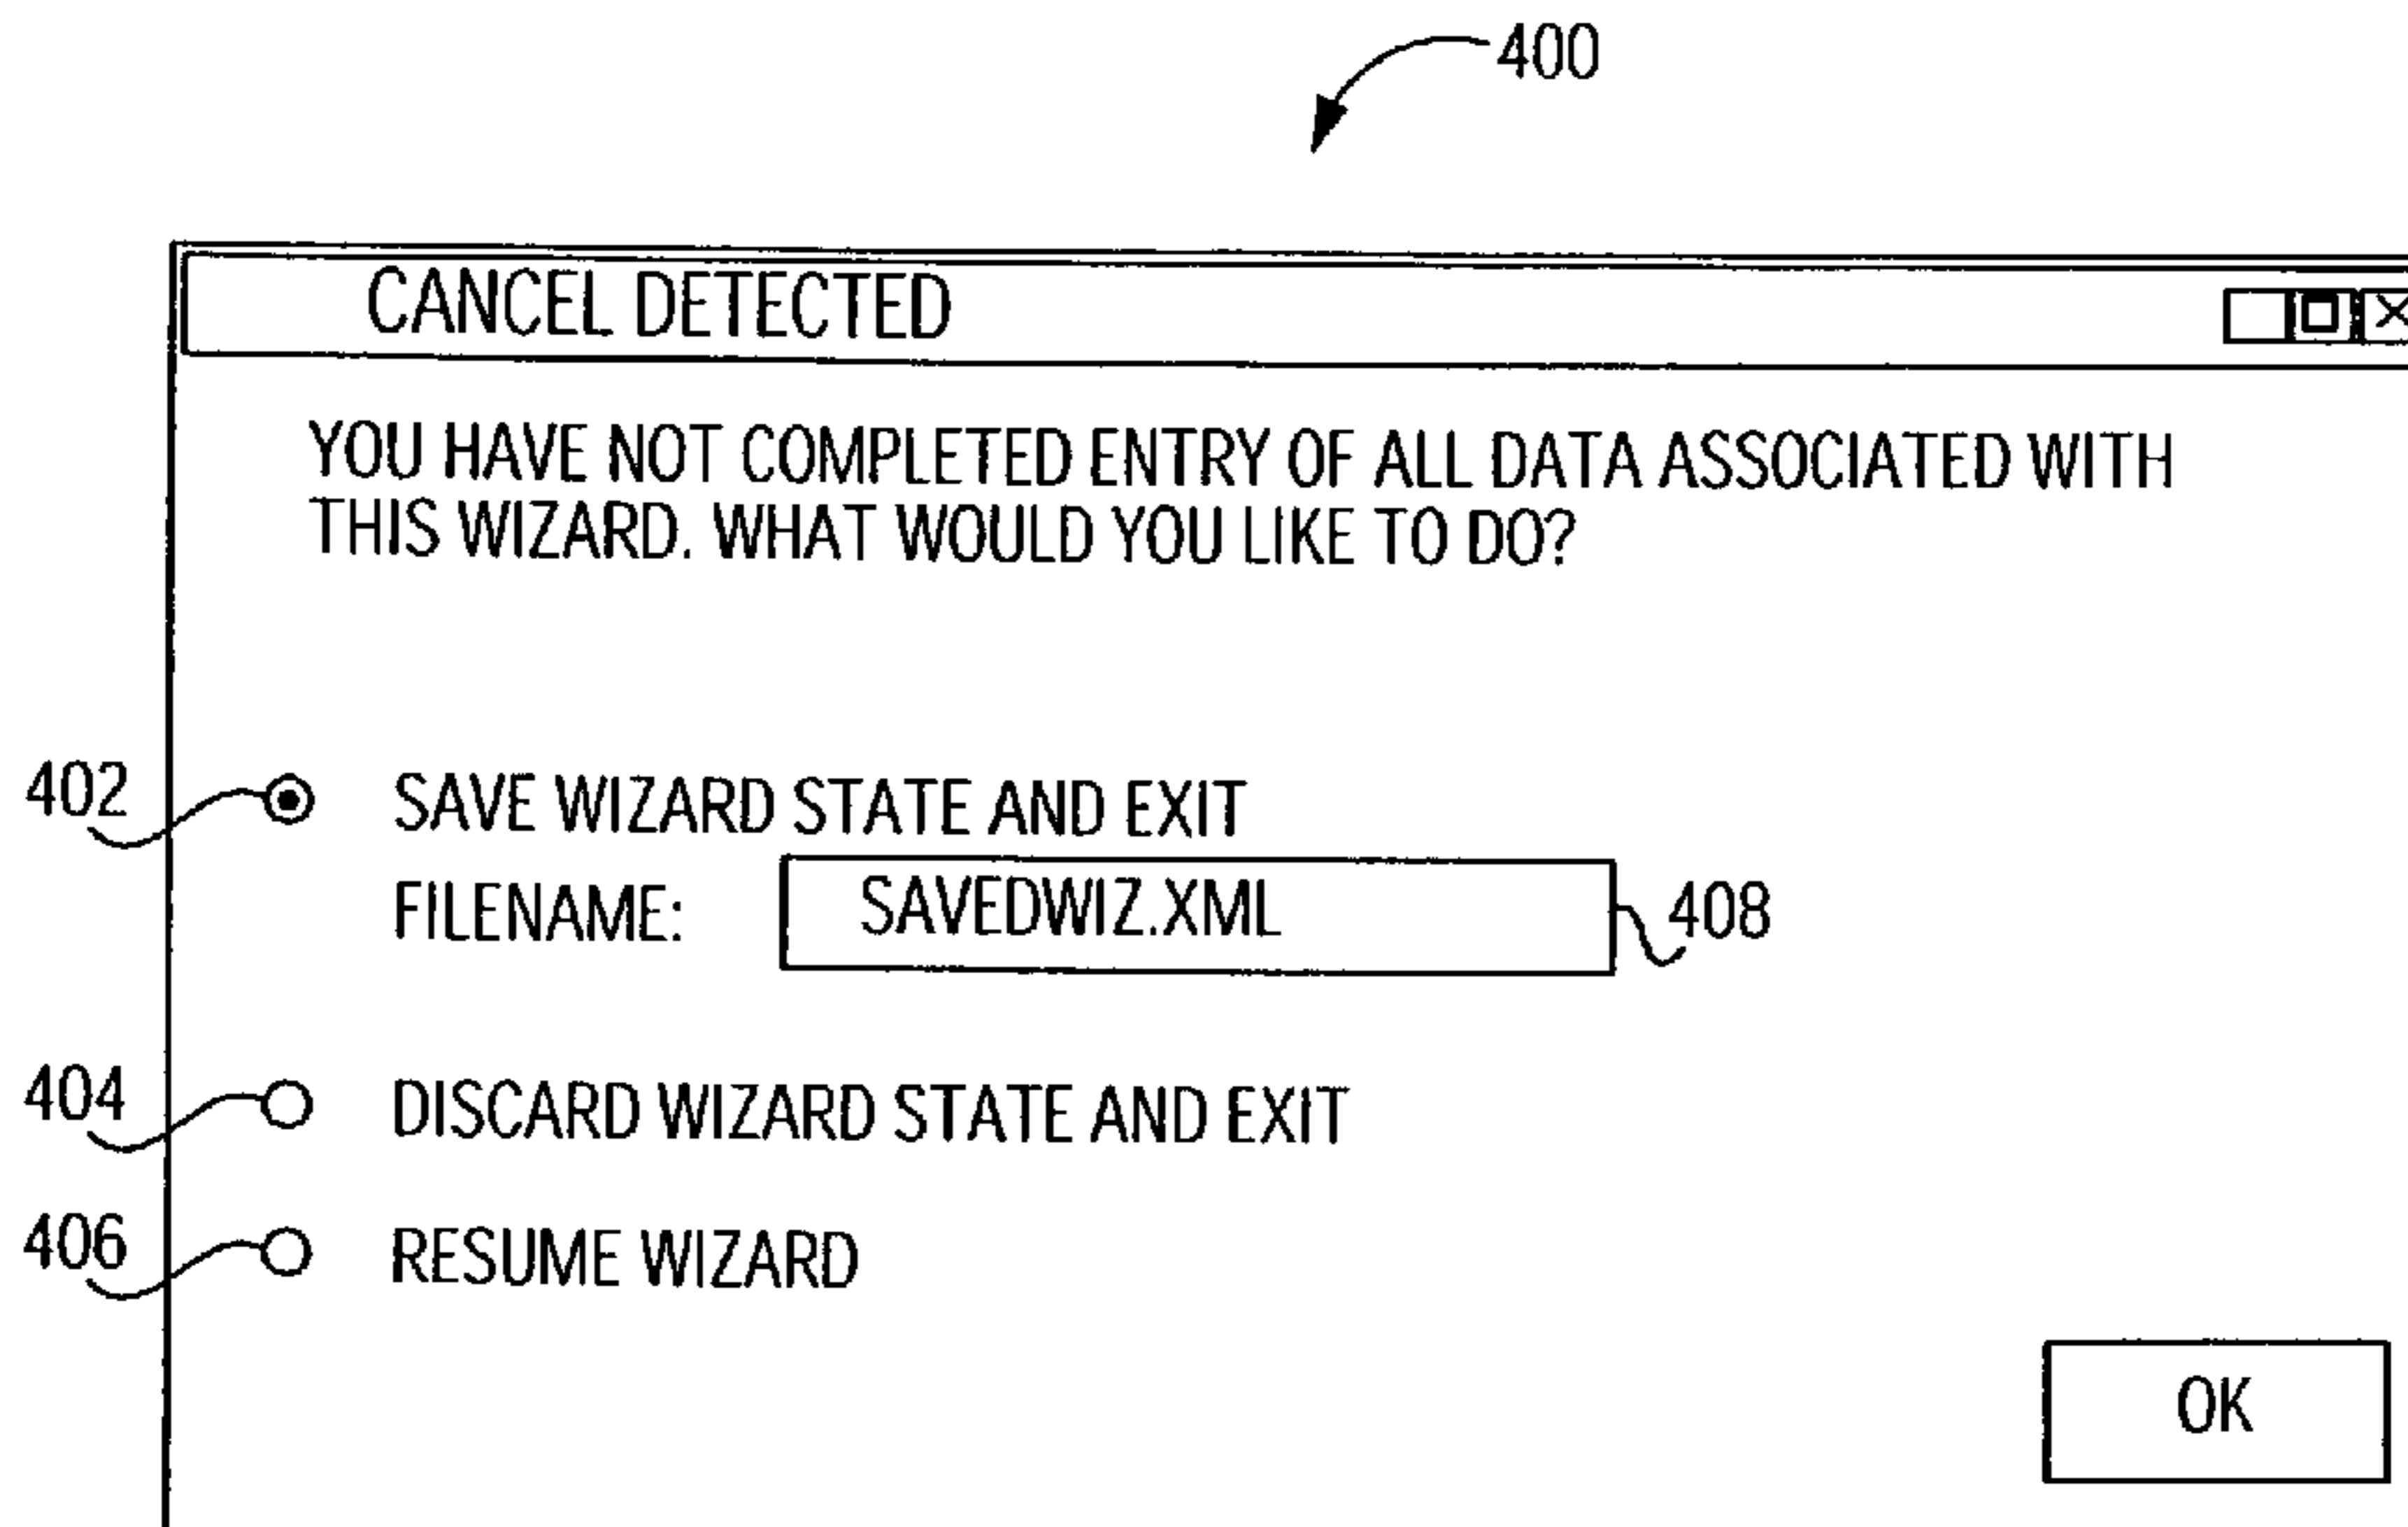 400
CANCEL DETECTED
YOU HAVE NOT COMPLETED ENTRY OF ALL DATA ASSOCIATED WITH
THIS WIZARD. WHAT WOULD YOU LIKE TO DO?
402 SAVE WIZARD STATE AND EXIT
FILENAME: SAVEDWIZ.XML 408
404 DISCARD WIZARD STATE AND EXIT
406 RESUME WIZARD
OK